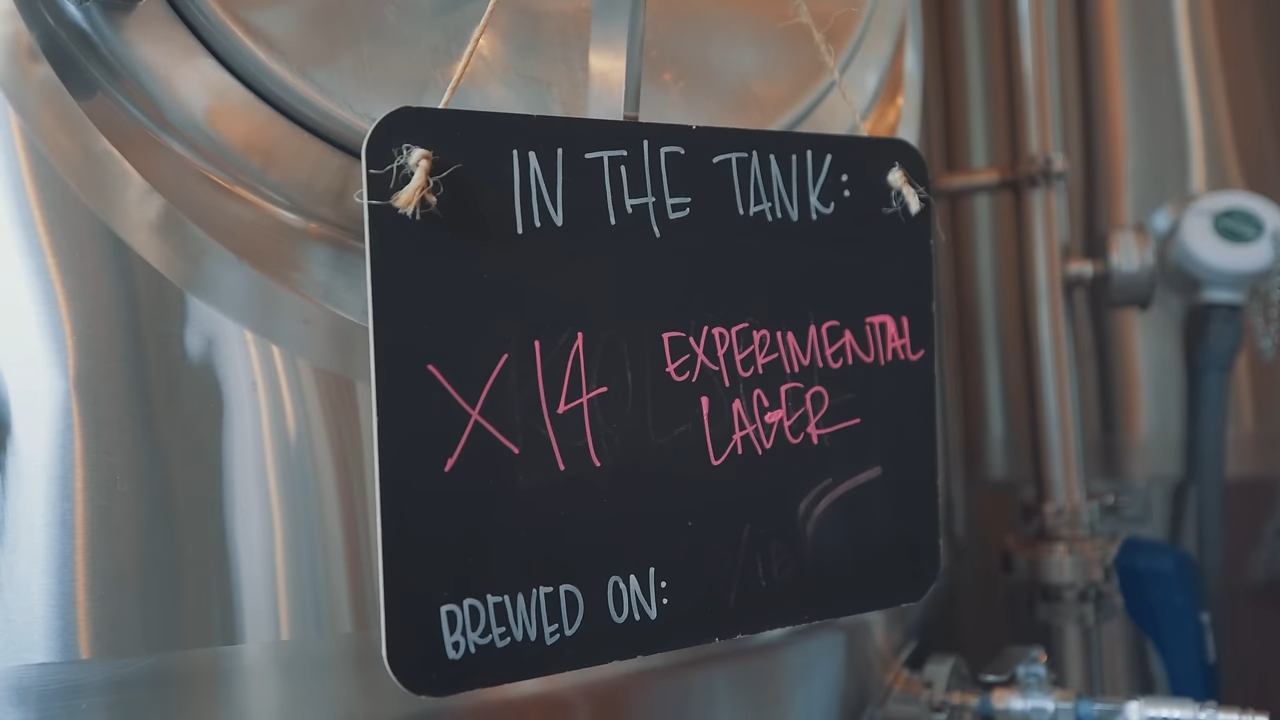 IN THE TANK:
X14 EXPERIMENTAL
LAGER
BREWED ON: